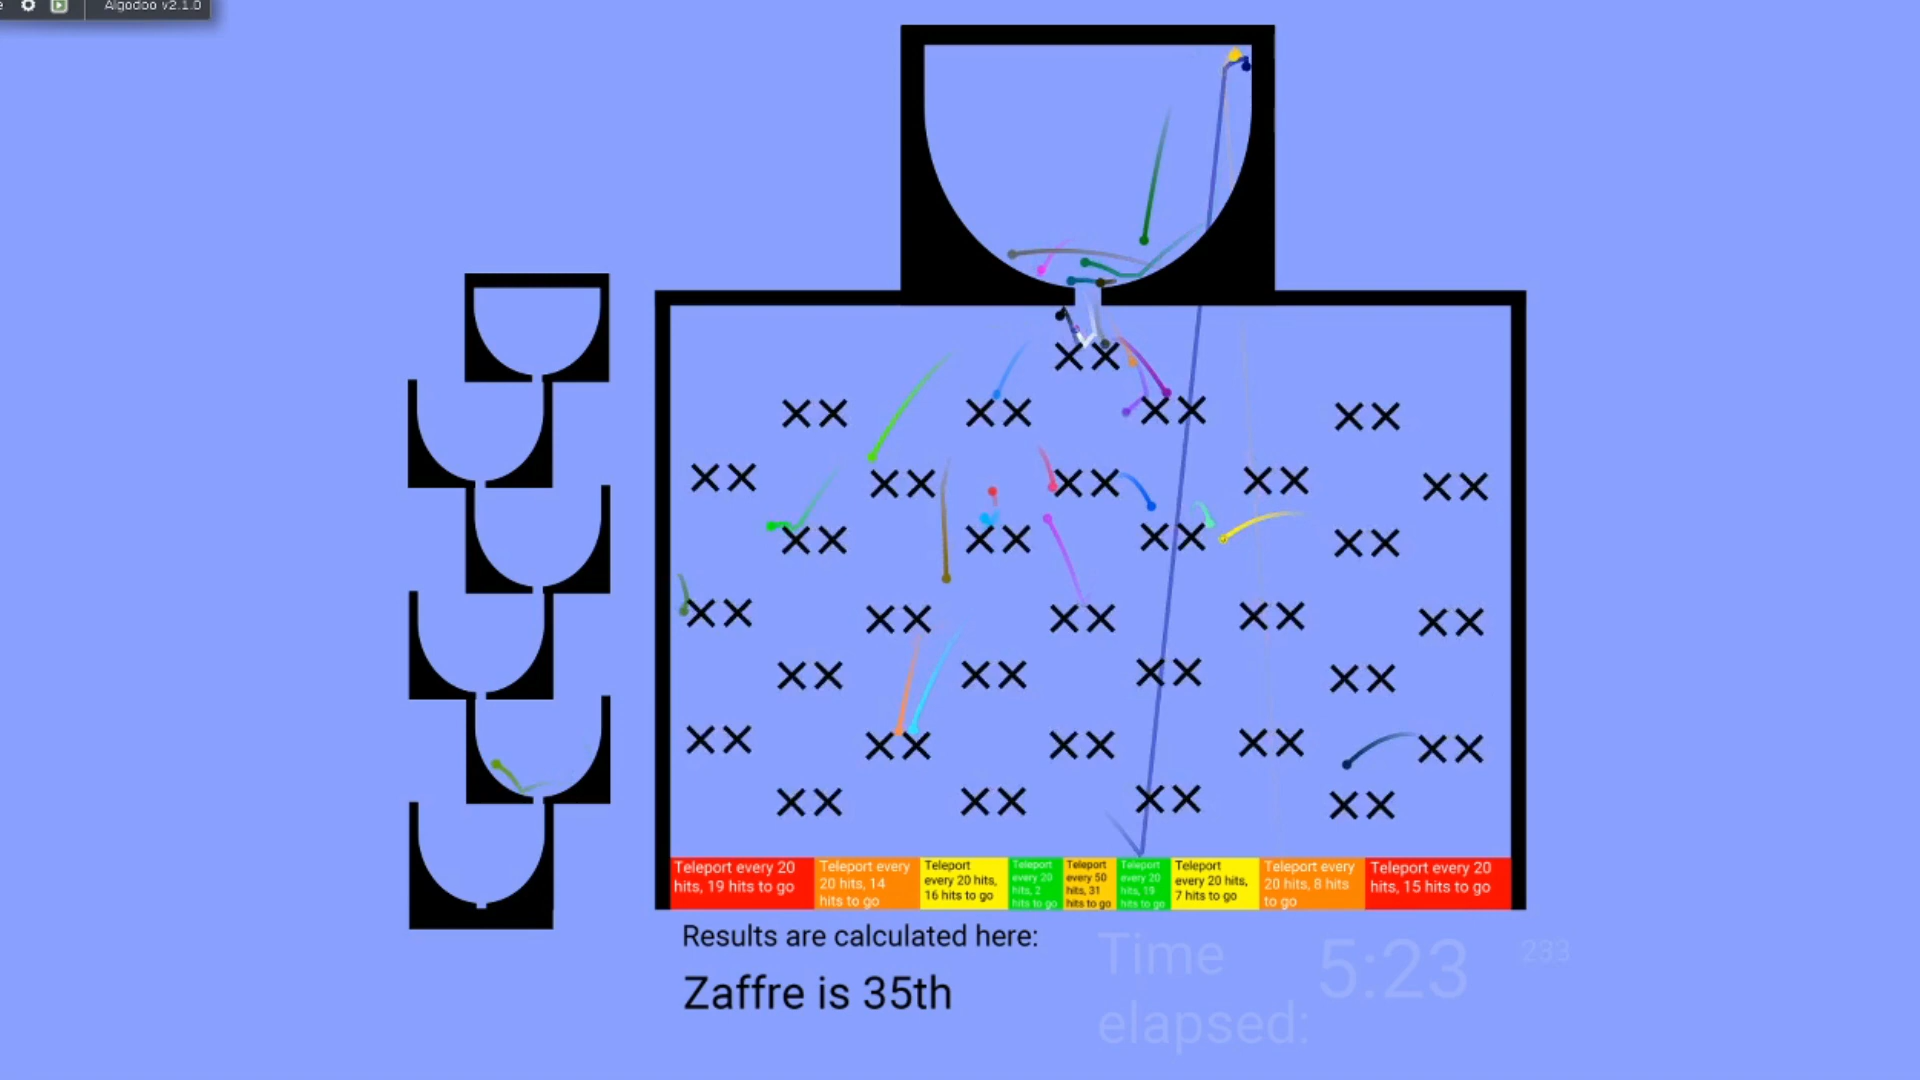 Algodoo v2.1.0
Teleport every 20
hits, 19 hits to go
Teleport every
20 hits, 14
hits to go
Teleport
every 20 hits,
16 hits to go
Teleport
every 20
hits, 2
hits to go
Teleport
every 50
hits, 31
hits to go
Teleport
every 20
hits, 19
hits to go
Teleport
every 20 hits,
7 hits to go
Teleport every
20 hits, 8 hits
to go
Teleport every 20
hits, 15 hits to go
Results are calculated here:
Zaffre is 35th
Time
elapsed:
5:23
233